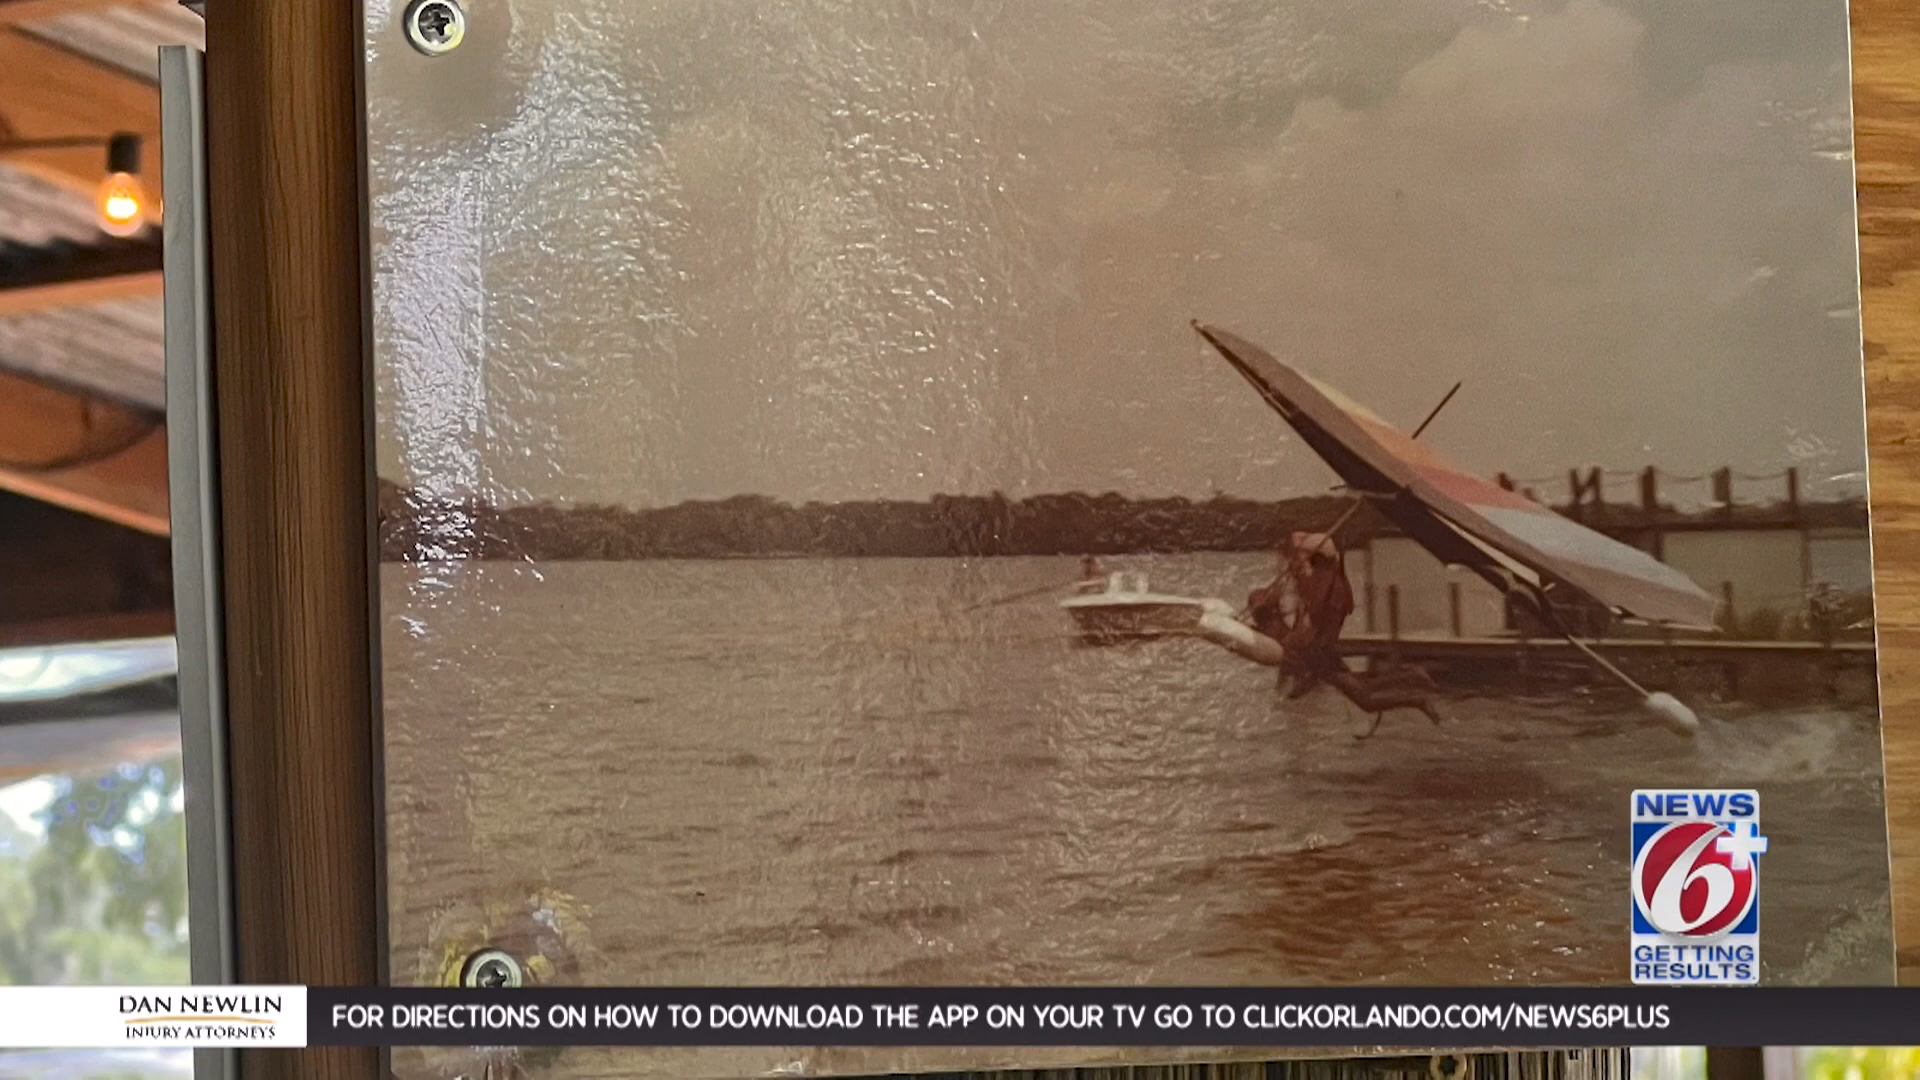 NEWS
6+
GETTING
RESULTS
DAN NEWLIN
INJURY ATTORNEYS
FOR DIRECTIONS ON HOW TO DOWNLOAD THE APP ON YOUR TV GO TO CLICKORLANDO.COM/NEWS6PLUS